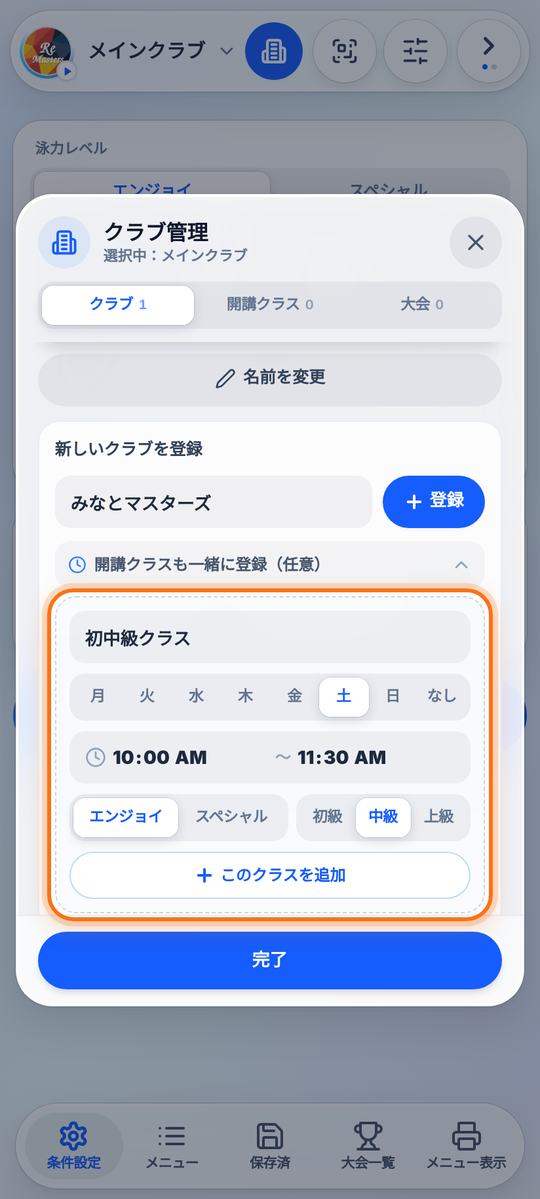 Re
Masters
メインクラブ
泳力レベル
エンジョイ
スペシャル
クラブ管理
選択中：メインクラブ
クラブ 1
開講クラス 0
大会 0
名前を変更
新しいクラブを登録
みなとマスターズ
＋ 登録
開講クラスも一緒に登録（任意）
初中級クラス
月 火 水 木 金 土 日 なし
10:00 AM 〜 11:30 AM
エンジョイ スペシャル 初級 中級 上級
＋ このクラスを追加
完了
条件設定 メニュー 保存済 大会一覧 メニュー表示